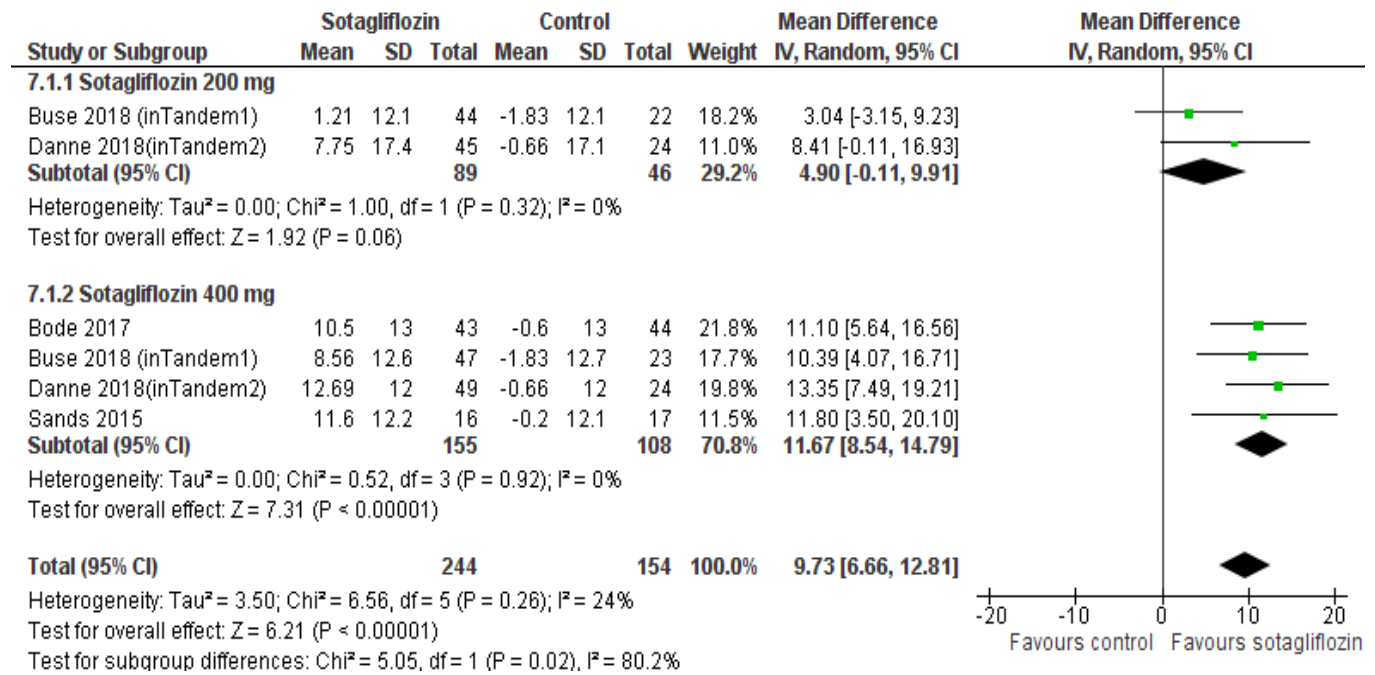 Sotagliflozin Control Mean Difference Mean Difference
Study or Subgroup Mean SD Total Mean SD Total Weight IV, Random, 95% CI IV, Random, 95% CI
7.1.1 Sotagliflozin 200 mg
Buse 2018 (inTandem1) 1.21 12.1 44 -1.83 12.1 22 18.2% 3.04 [-3.15, 9.23]
Danne 2018(inTandem2) 7.75 17.4 45 -0.66 17.1 24 11.0% 8.41 [-0.11, 16.93]
Subtotal (95% CI) 89 46 29.2% 4.90 [-0.11, 9.91]
Heterogeneity: Tau² = 0.00; Chi² = 1.00, df = 1 (P = 0.32); I² = 0%
Test for overall effect: Z = 1.92 (P = 0.06)
7.1.2 Sotagliflozin 400 mg
Bode 2017 10.5 13 43 -0.6 13 44 21.8% 11.10 [5.64, 16.56]
Buse 2018 (inTandem1) 8.56 12.6 47 -1.83 12.7 23 17.7% 10.39 [4.07, 16.71]
Danne 2018(inTandem2) 12.69 12 49 -0.66 12 24 19.8% 13.35 [7.49, 19.21]
Sands 2015 11.6 12.2 16 -0.2 12.1 17 11.5% 11.80 [3.50, 20.10]
Subtotal (95% CI) 155 108 70.8% 11.67 [8.54, 14.79]
Heterogeneity: Tau² = 0.00; Chi² = 0.52, df = 3 (P = 0.92); I² = 0%
Test for overall effect: Z = 7.31 (P < 0.00001)
Total (95% CI) 244 154 100.0% 9.73 [6.66, 12.81]
Heterogeneity: Tau² = 3.50; Chi² = 6.56, df = 5 (P = 0.26); I² = 24%
Test for overall effect: Z = 6.21 (P < 0.00001)
Test for subgroup differences: Chi² = 5.05, df = 1 (P = 0.02), I² = 80.2%
-20 -10 0 10 20
Favours control Favours sotagliflozin